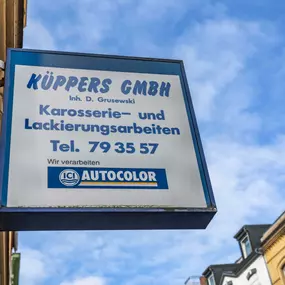 KÜPPERS GMBH
Inh. D. Grusewski
Karosserie- und
Lackierungsarbeiten
Tel. 79 35 57
Wir verarbeiten
ICI AUTOCOLOR